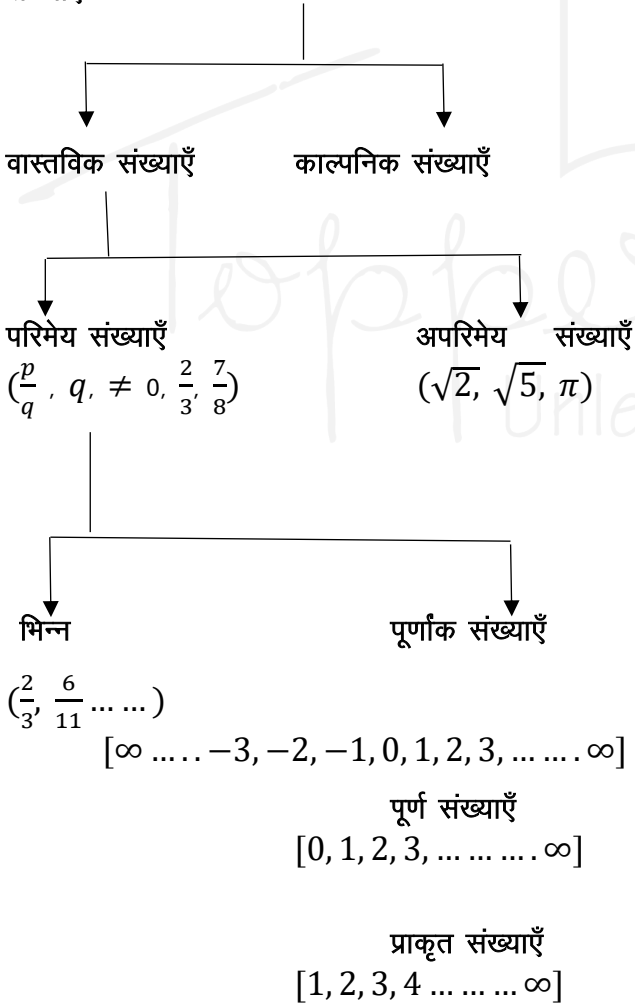 वास्तविक संख्याएँ काल्पनिक संख्याएँ
परिमेय संख्याएँ अपरिमेय संख्याएँ
(p/q , q, ≠ 0, 2/3, 7/8) (√2, √5, π)
भिन्न पूर्णांक संख्याएँ
(2/3, 6/11 ... ... )
[∞ ... . . −3, −2, −1, 0, 1, 2, 3, ... ... . ∞]
पूर्ण संख्याएँ
[0, 1, 2, 3, ... ... ... . ∞]
प्राकृत संख्याएँ
[1, 2, 3, 4 ... ... ... ∞]